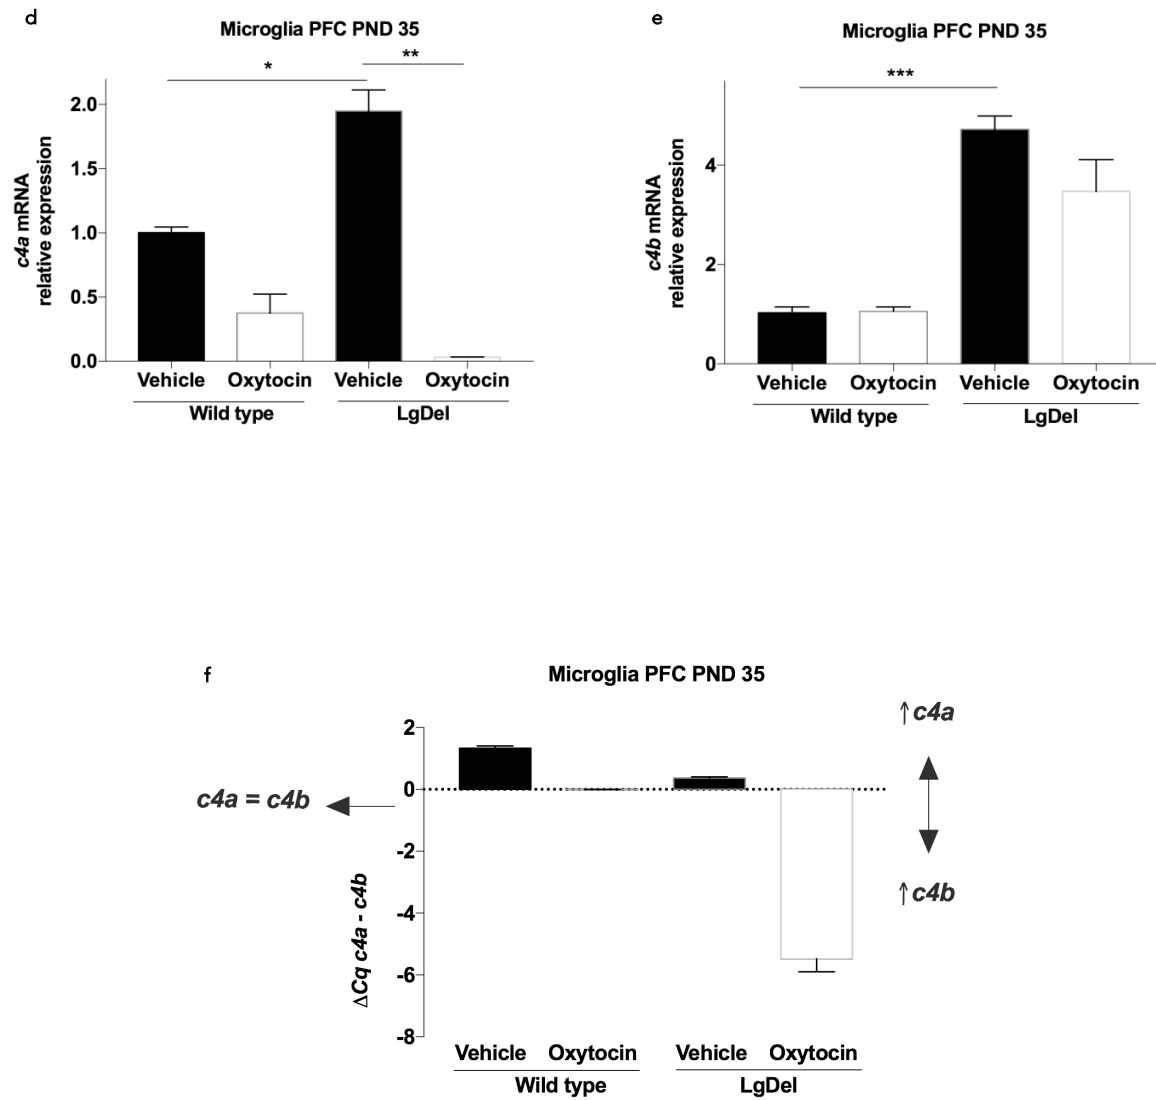 d
Microglia PFC PND 35
*
**
c4a mRNA
relative expression
2.0
1.5
1.0
0.5
0.0
Vehicle Oxytocin Vehicle Oxytocin
Wild type LgDel
e
Microglia PFC PND 35
***
c4b mRNA
relative expression
4
2
0
Vehicle Oxytocin Vehicle Oxytocin
Wild type LgDel
f
Microglia PFC PND 35
↑c4a
c4a = c4b
↑c4b
ΔCq c4a - c4b
2
0
-2
-4
-6
-8
Vehicle Oxytocin Vehicle Oxytocin
Wild type LgDel